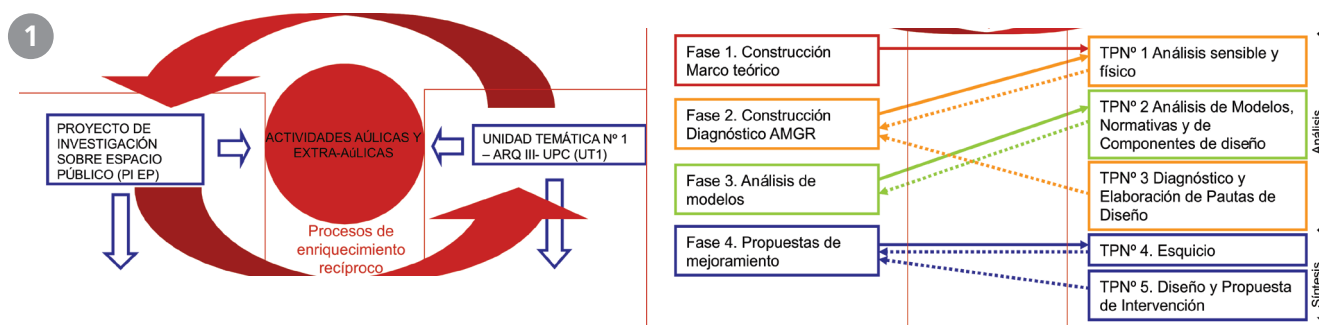 1
PROYECTO DE
INVESTIGACIÓN
SOBRE ESPACIO
PÚBLICO (PI EP)
ACTIVIDADES AÚLICAS Y
EXTRA-AúLICAS
UNIDAD TEMÁTICA Nº 1
– ARQ III- UPC (UT1)
Procesos de
enriquecimiento
recíproco
Fase 1. Construcción
Marco teórico
Fase 2. Construcción
Diagnóstico AMGR
Fase 3. Análisis de
modelos
Fase 4. Propuestas de
mejoramiento
TPNº 1 Análisis sensible y
físico
TPNº 2 Análisis de Modelos,
Normativas y de
Componentes de diseño
TPNº 3 Diagnóstico y
Elaboración de Pautas de
Diseño
TPNº 4. Esquicio
TPNº 5. Diseño y Propuesta
de Intervención
Análisis
Síntesis